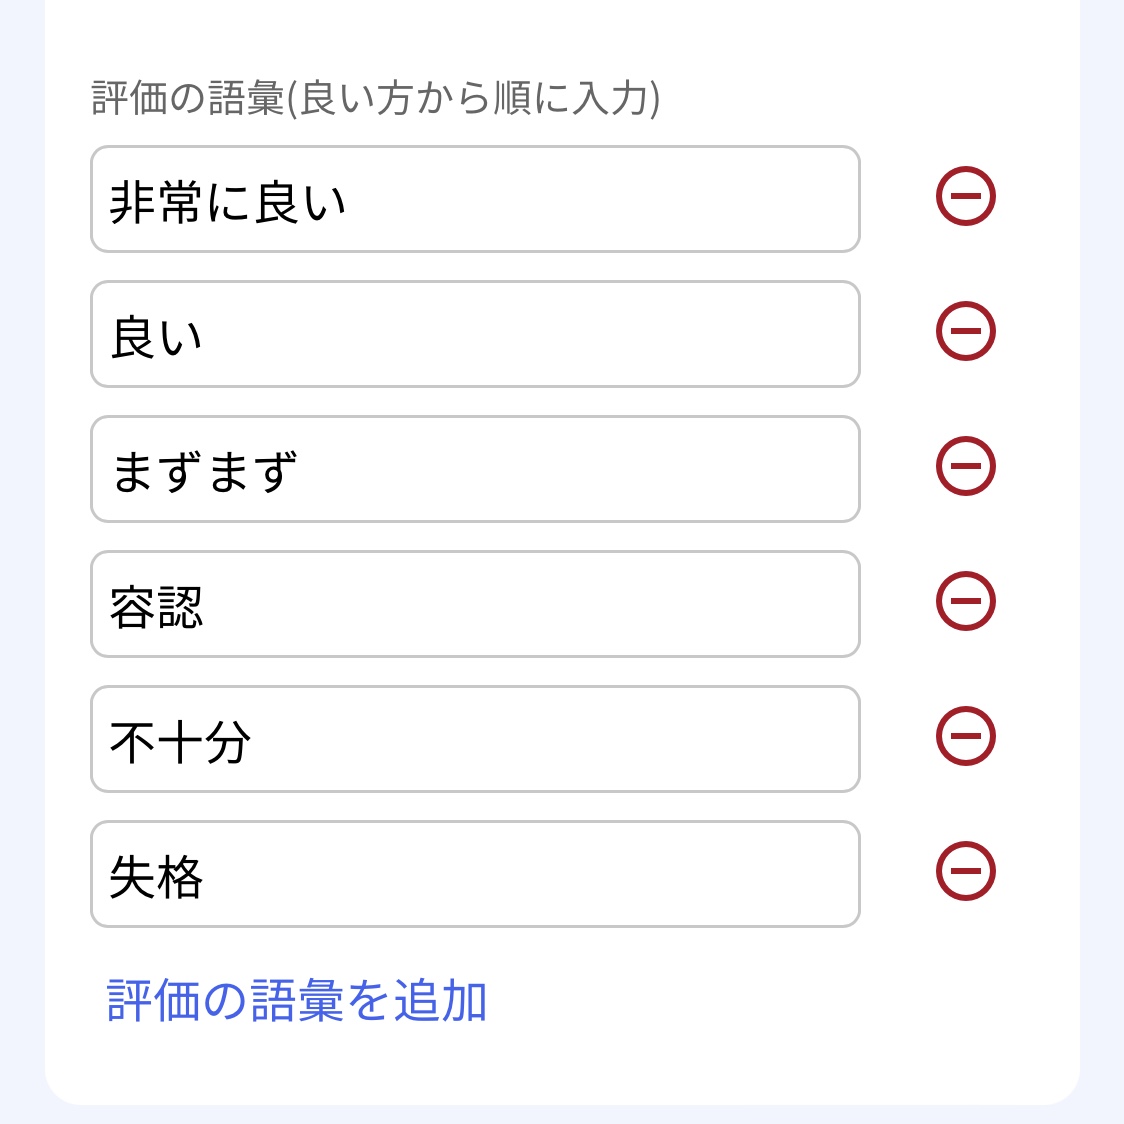 評価の語彙(良い方から順に入力)
非常に良い
良い
まずまず
容認
不十分
失格
評価の語彙を追加